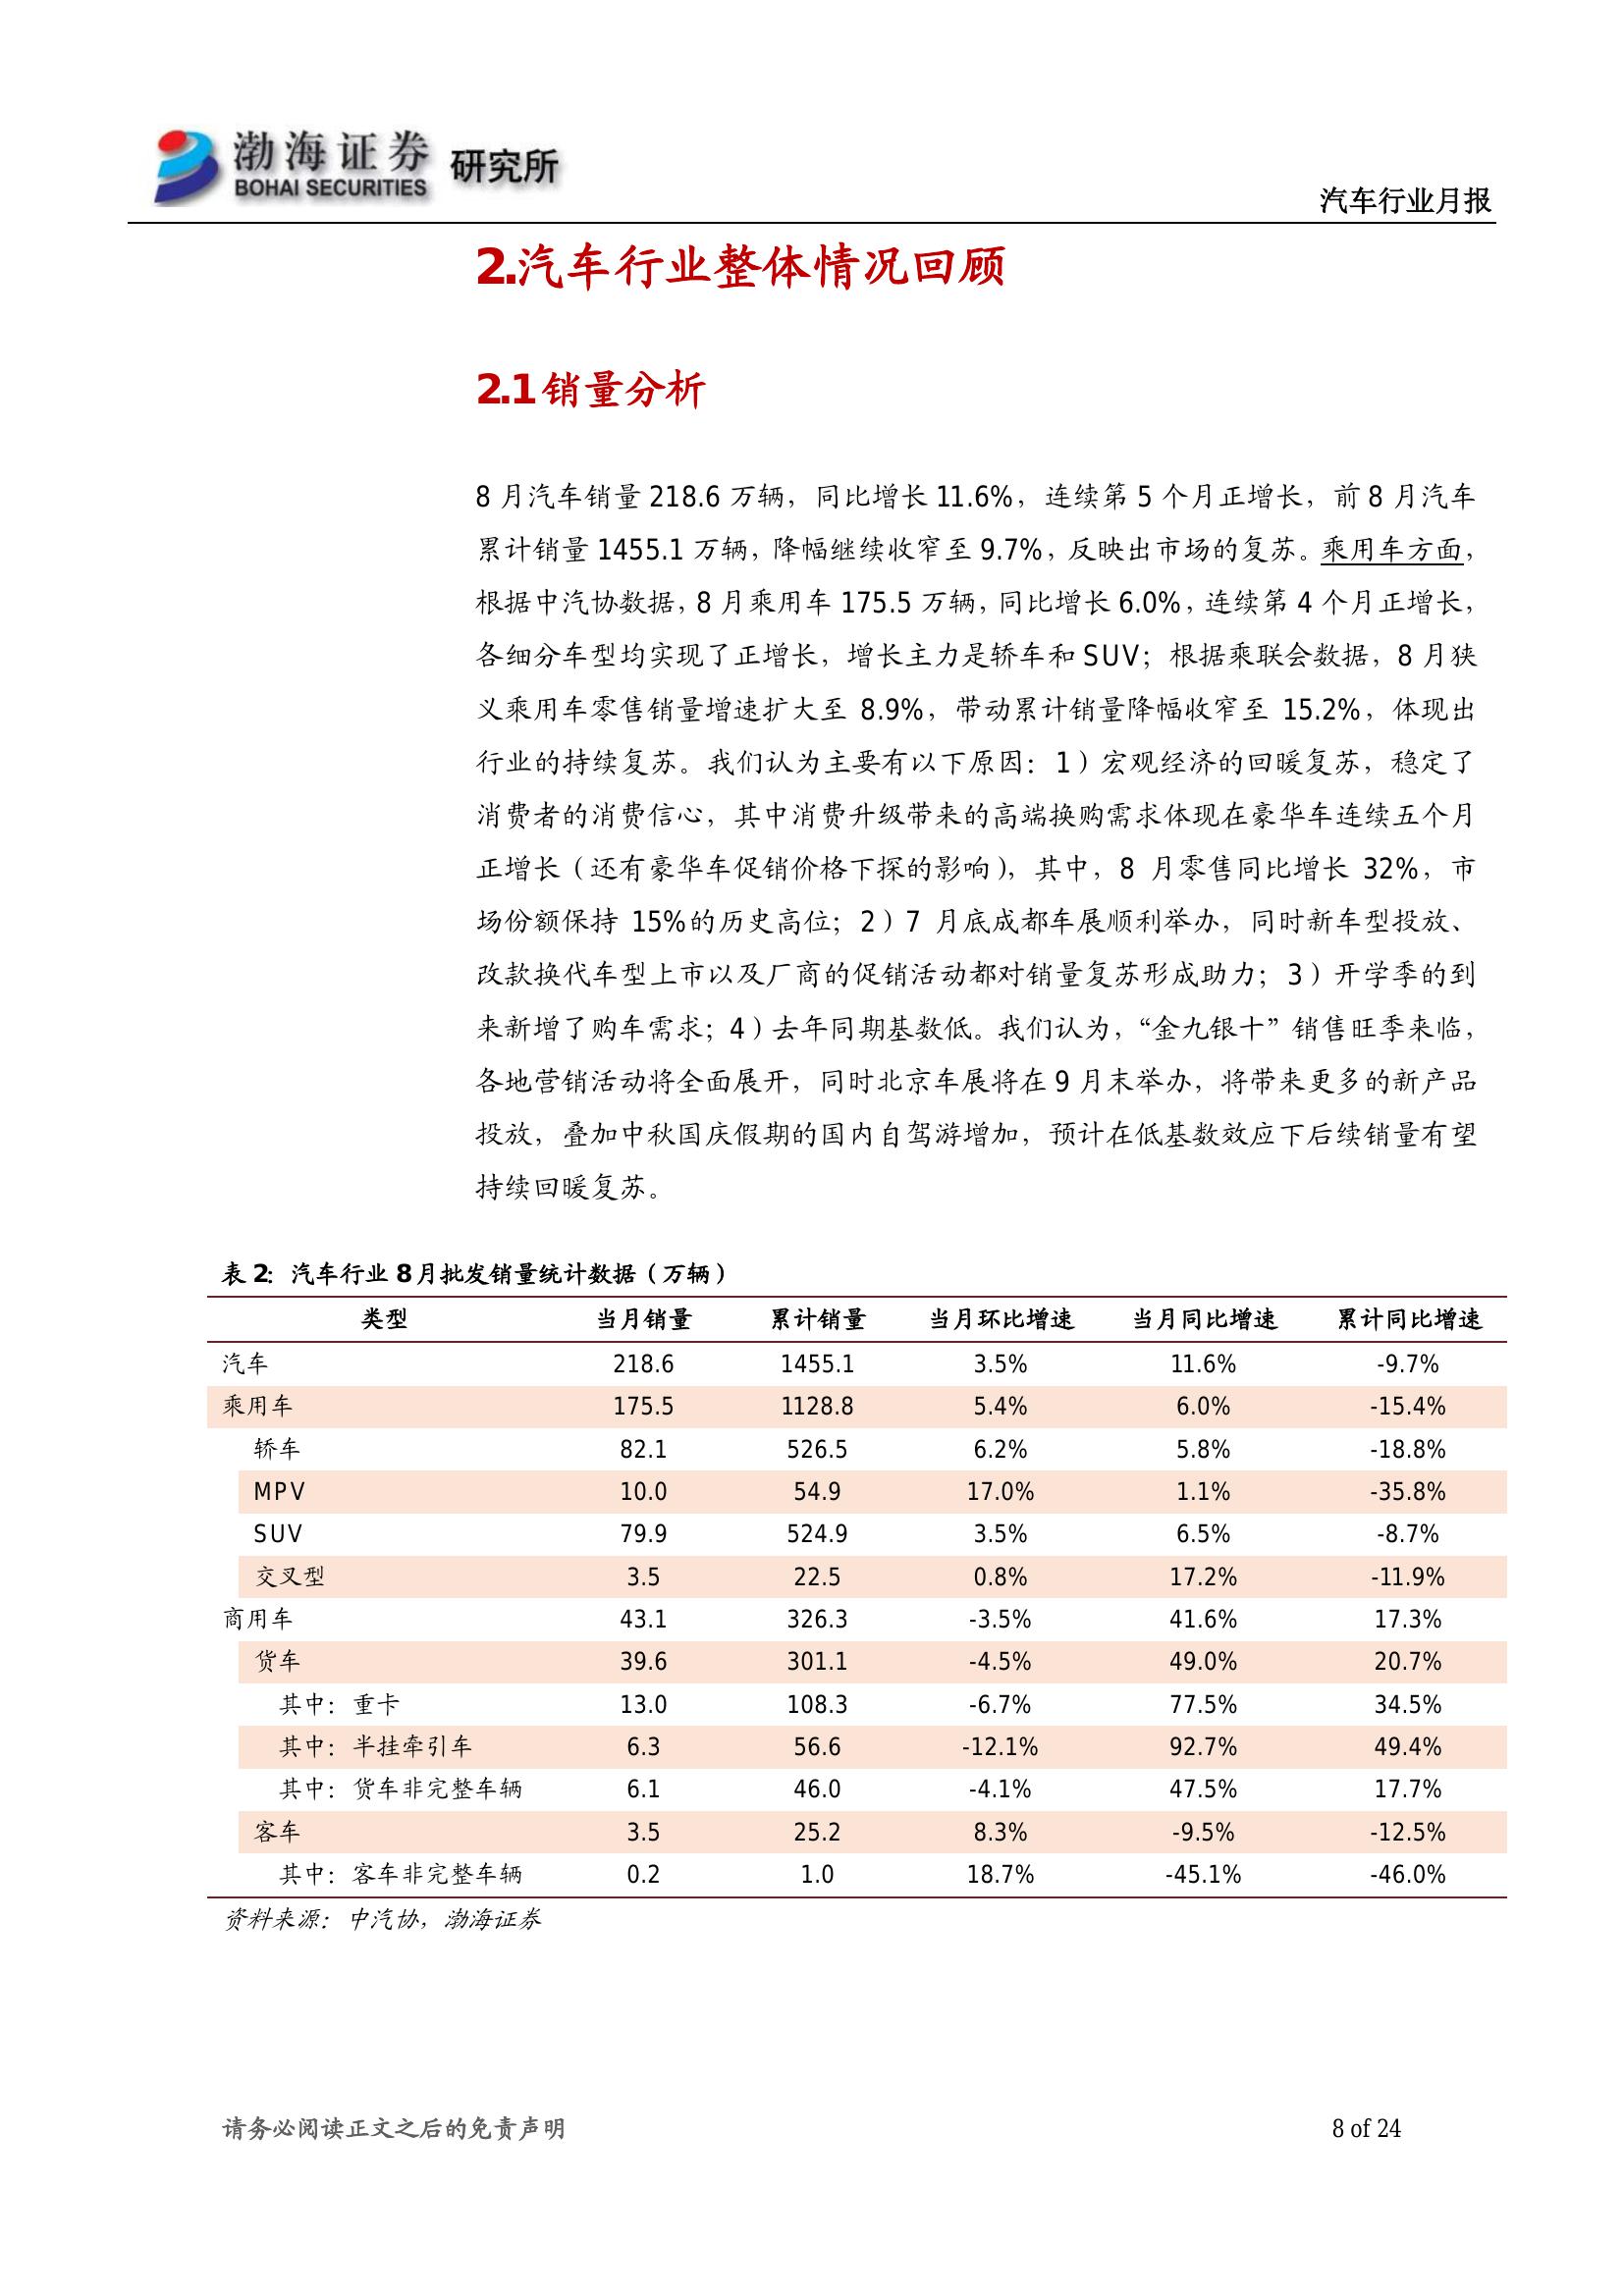 渤海证券 研究所
BOHAI SECURITIES
汽车行业月报
2.汽车行业整体情况回顾
2.1 销量分析
8 月汽车销量 218.6 万辆，同比增长 11.6%，连续第 5 个月正增长，前 8 月汽车
累计销量 1455.1 万辆，降幅继续收窄至 9.7%，反映出市场的复苏。乘用车方面，
根据中汽协数据，8 月乘用车 175.5 万辆，同比增长 6.0%，连续第 4 个月正增长，
各细分车型均实现了正增长，增长主力是轿车和 SUV；根据乘联会数据，8 月狭
义乘用车零售销量增速扩大至 8.9%，带动累计销量降幅收窄至 15.2%，体现出
行业的持续复苏。我们认为主要有以下原因：1）宏观经济的回暖复苏，稳定了
消费者的消费信心，其中消费升级带来的高端换购需求体现在豪华车连续五个月
正增长（还有豪华车促销价格下探的影响），其中，8 月零售同比增长 32%，市
场份额保持 15%的历史高位；2）7 月底成都车展顺利举办，同时新车型投放、
改款换代车型上市以及厂商的促销活动都对销量复苏形成助力；3）开学季的到
来新增了购车需求；4）去年同期基数低。我们认为，“金九银十”销售旺季来临，
各地营销活动将全面展开，同时北京车展将在 9 月末举办，将带来更多的新产品
投放，叠加中秋国庆假期的国内自驾游增加，预计在低基数效应下后续销量有望
持续回暖复苏。
表 2：汽车行业 8 月批发销量统计数据（万辆）
类型 当月销量 累计销量 当月环比增速 当月同比增速 累计同比增速
汽车 218.6 1455.1 3.5% 11.6% -9.7%
乘用车 175.5 1128.8 5.4% 6.0% -15.4%
轿车 82.1 526.5 6.2% 5.8% -18.8%
MPV 10.0 54.9 17.0% 1.1% -35.8%
SUV 79.9 524.9 3.5% 6.5% -8.7%
交叉型 3.5 22.5 0.8% 17.2% -11.9%
商用车 43.1 326.3 -3.5% 41.6% 17.3%
货车 39.6 301.1 -4.5% 49.0% 20.7%
其中：重卡 13.0 108.3 -6.7% 77.5% 34.5%
其中：半挂牵引车 6.3 56.6 -12.1% 92.7% 49.4%
其中：货车非完整车辆 6.1 46.0 -4.1% 47.5% 17.7%
客车 3.5 25.2 8.3% -9.5% -12.5%
其中：客车非完整车辆 0.2 1.0 18.7% -45.1% -46.0%
资料来源：中汽协，渤海证券
请务必阅读正文之后的免责声明 8 of 24